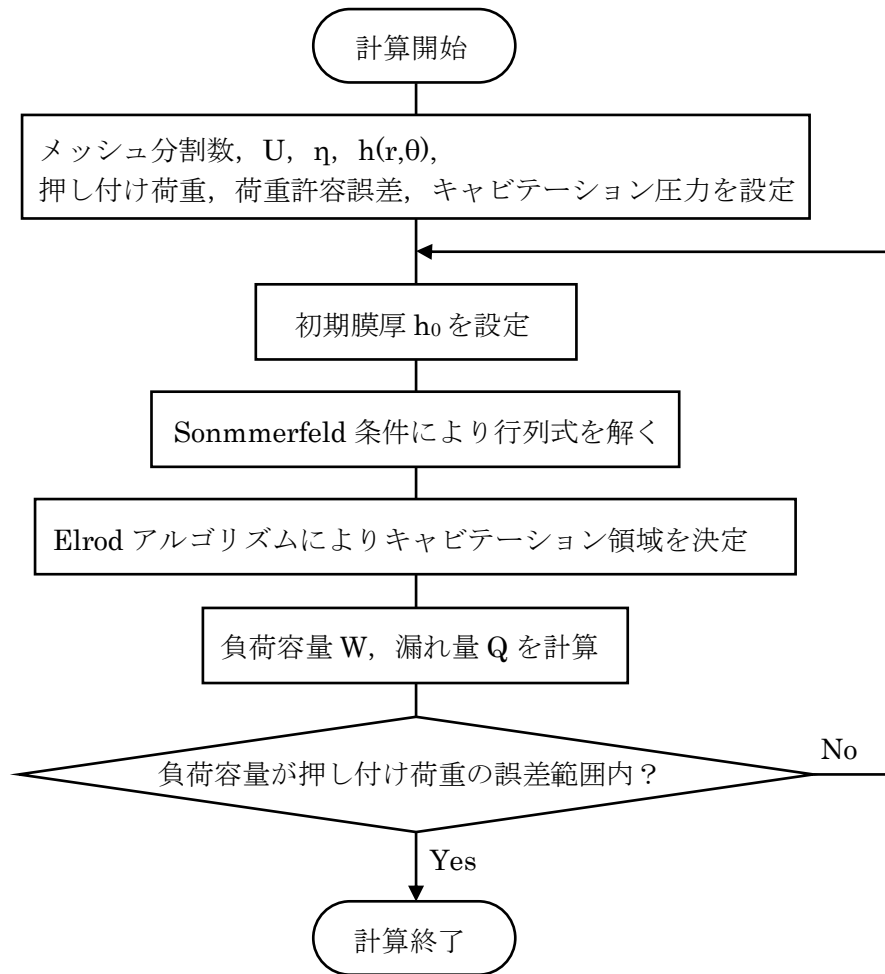 計算開始
メッシュ分割数，U，η，h(r,θ),
押し付け荷重，荷重許容誤差，キャビテーション圧力を設定
初期膜厚 h₀ を設定
Sonmmerfeld 条件により行列式を解く
Elrod アルゴリズムによりキャビテーション領域を決定
負荷容量 W，漏れ量 Q を計算
負荷容量が押し付け荷重の誤差範囲内？
No
Yes
計算終了